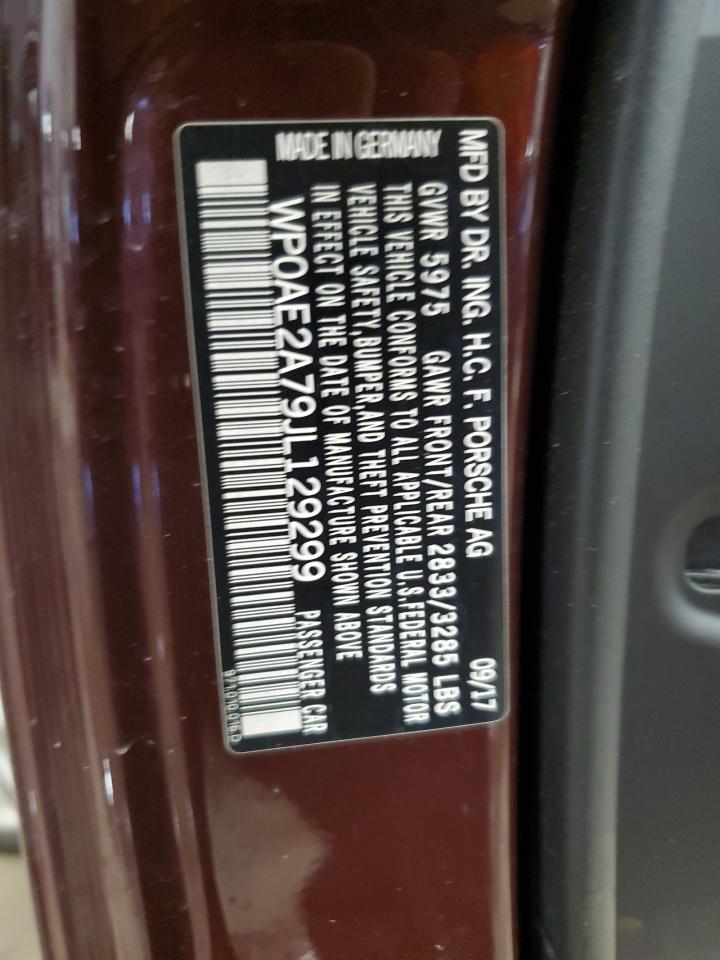 MFD BY DR. ING. H.C. F. PORSCHE AG 09/17
GVWR 5975 GAWR FRONT/REAR 2833/3285 LBS
THIS VEHICLE CONFORMS TO ALL APPLICABLE U.S.FEDERAL MOTOR
VEHICLE SAFETY,BUMPER,AND THEFT PREVENTION STANDARDS
IN EFFECT ON THE DATE OF MANUFACTURE SHOWN ABOVE
MADE IN GERMANY
WP0AE2A79JL129299 PASSENGER CAR